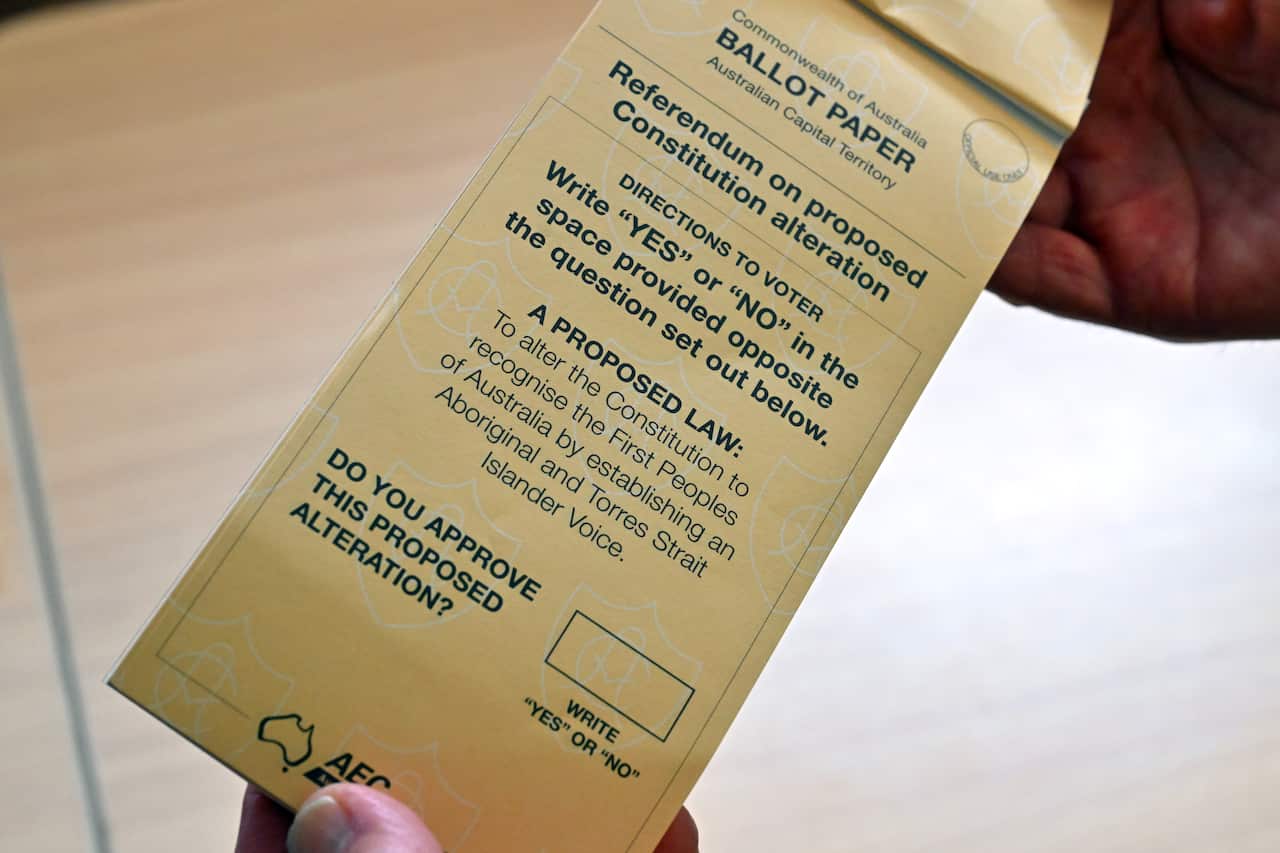 Commonwealth of Australia
BALLOT PAPER
Australian Capital Territory
OFFICIAL USE ONLY
Referendum on proposed
Constitution alteration
DIRECTIONS TO VOTER
Write “YES” or “NO” in the
space provided opposite
the question set out below.
A PROPOSED LAW:
To alter the Constitution to
recognise the First Peoples
of Australia by establishing an
Aboriginal and Torres Strait
Islander Voice.
DO YOU APPROVE
THIS PROPOSED
ALTERATION?
WRITE
“YES” OR “NO”
AEC